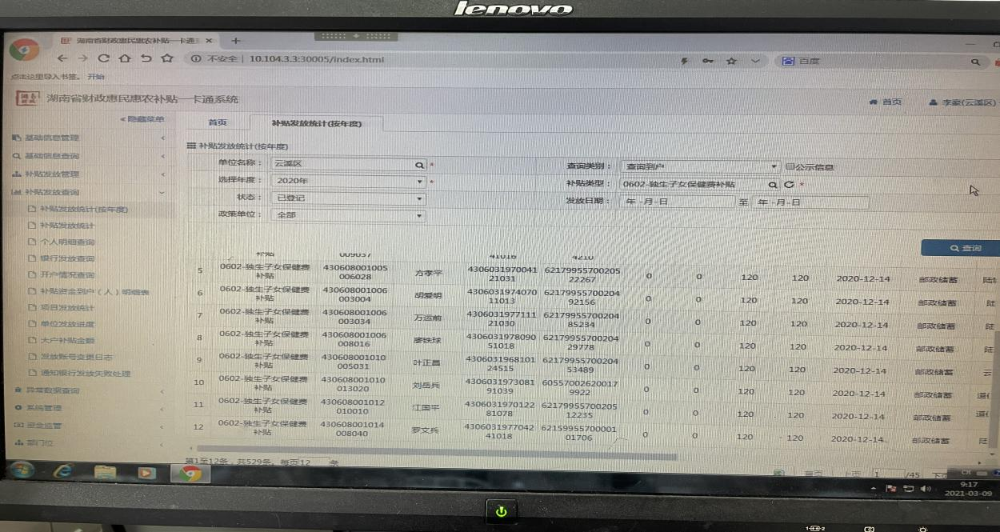 lenovo
湖南省财政惠民惠农补贴一卡通
不安全 | 10.104.3.3:30005/index.html
百度
点击这里导入书签。 开始
湖南省财政惠民惠农补贴一卡通系统
首页 李豪(云溪区)
«隐藏菜单
首页 补贴发放统计(按年度)
基础信息管理
基础信息查询
补贴发放管理
补贴发放查询
补贴发放统计(按年度)
补贴发放统计
个人明细查询
银行发放查询
开户情况查询
补贴资金到户（人）明细表
项目发放统计
单位发放进度
大户补贴金额
发放账号变更日志
通知银行发放失败处理
异常数据查询
系统管理
资金监管
部门位
补贴发放统计(按年度)
单位名称： 云溪区 * 查询类别： 查询到户 公示信息
选择年度： 2020年 * 补贴类型： 0602-独生子女保健费补贴 *
状态： 已登记 发放日期： 年 -月-日 至 年 -月-日
政策单位： 全部
查询
补贴 009037 41016 4210
5 0602-独生子女保健费补贴 430608001005006028 方孝平 430603197004121031 6217995570020522267 0 0 120 120 2020-12-14 邮政储蓄 陆
6 0602-独生子女保健费补贴 430608001006003004 胡爱明 430603197407011013 6217995570020492156 0 0 120 120 2020-12-14 邮政储蓄 陆
7 0602-独生子女保健费补贴 430608001006003034 万运前 430603197711121030 6217995570020485234 0 0 120 120 2020-12-14 邮政储蓄 陆
8 0602-独生子女保健费补贴 430608001006008016 廖铁球 430603197809051018 6217995570020429778 0 0 120 120 2020-12-14 邮政储蓄 陆
9 0602-独生子女保健费补贴 430608001010005031 叶正昌 430603196810124515 6217995570020453489 0 0 120 120 2020-12-14 邮政储蓄 云
10 0602-独生子女保健费补贴 430608001010013020 刘岳兵 430603197308191039 605570026200179922 0 0 120 120 2020-12-14 邮政储蓄 道
11 0602-独生子女保健费补贴 430608001012010010 江国平 430603197012281078 6217995570020512235 0 0 120 120 2020-12-14 邮政储蓄 道
12 0602-独生子女保健费补贴 430608001014008040 罗文兵 430603197704241018 6215995570000101706 0 0 120 120 2020-12-14 邮政储蓄 陆
第1至12条，共529条。每页12 条
首页 上页 1 /45 下页
CH
9:17
2021-03-09